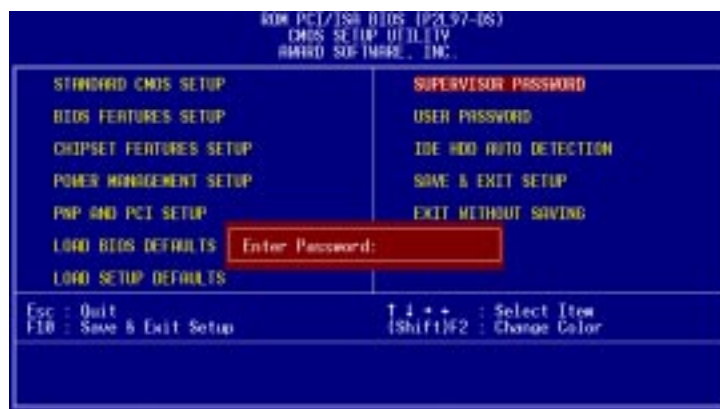 ROM PCI/ISA BIOS (P2L97-DS)
CMOS SETUP UTILITY
AWARD SOFTWARE, INC.
STANDARD CMOS SETUP
BIOS FEATURES SETUP
CHIPSET FEATURES SETUP
POWER MANAGEMENT SETUP
PNP AND PCI SETUP
LOAD BIOS DEFAULTS
LOAD SETUP DEFAULTS
SUPERVISOR PASSWORD
USER PASSWORD
IDE HDD AUTO DETECTION
SAVE & EXIT SETUP
EXIT WITHOUT SAVING
Enter Password:
Esc : Quit
F10 : Save & Exit Setup
↑ ↓ → ← : Select Item
(Shift)F2 : Change Color